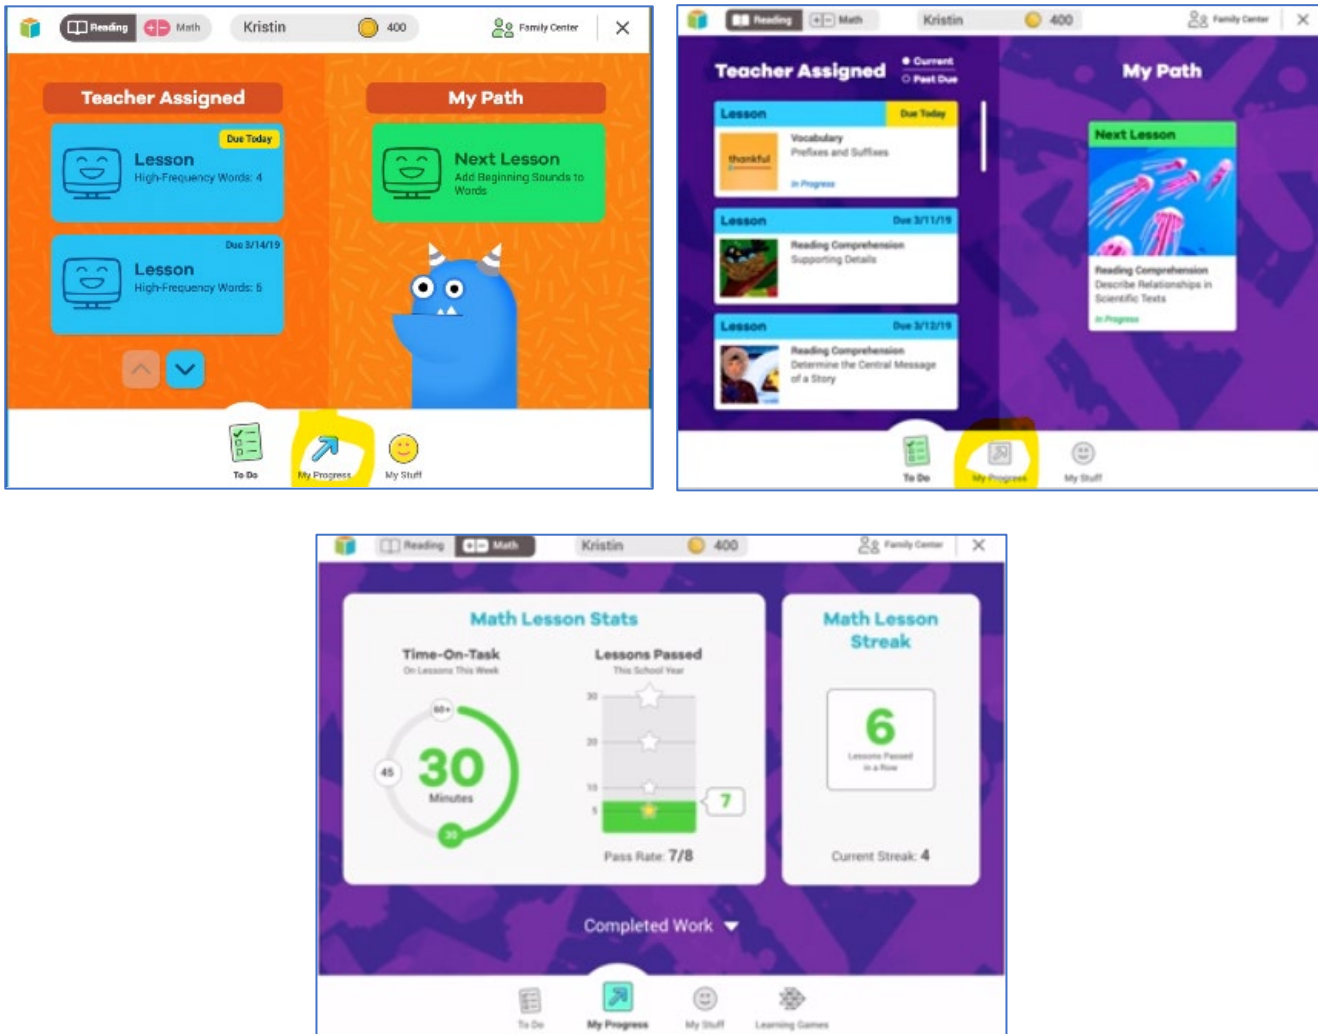 Reading
Math
Kristin
400
Family Center
Teacher Assigned
Due Today
Lesson
High-Frequency Words: 4
Due 3/14/19
Lesson
High-Frequency Words: 5
My Path
Next Lesson
Add Beginning Sounds to
Words
To Do
My Progress
My Stuff
Reading
Math
Kristin
400
Family Center
Teacher Assigned
Current
Past Due
Lesson
Due Today
thankful
Vocabulary
Prefixes and Suffixes
In Progress
Lesson
Due 3/11/19
Reading Comprehension
Supporting Details
Lesson
Due 3/12/19
Reading Comprehension
Determine the Central Message
of a Story
My Path
Next Lesson
Reading Comprehension
Describe Relationships in
Scientific Texts
In Progress
To Do
My Progress
My Stuff
Reading
Math
Kristin
400
Family Center
Math Lesson Stats
Time-On-Task
On Lessons This Week
60+
45
30
Minutes
30
Lessons Passed
This School Year
30
20
10
5
7
Pass Rate: 7/8
Math Lesson
Streak
6
Lessons Passed
in a Row
Current Streak: 4
Completed Work
To Do
My Progress
My Stuff
Learning Games